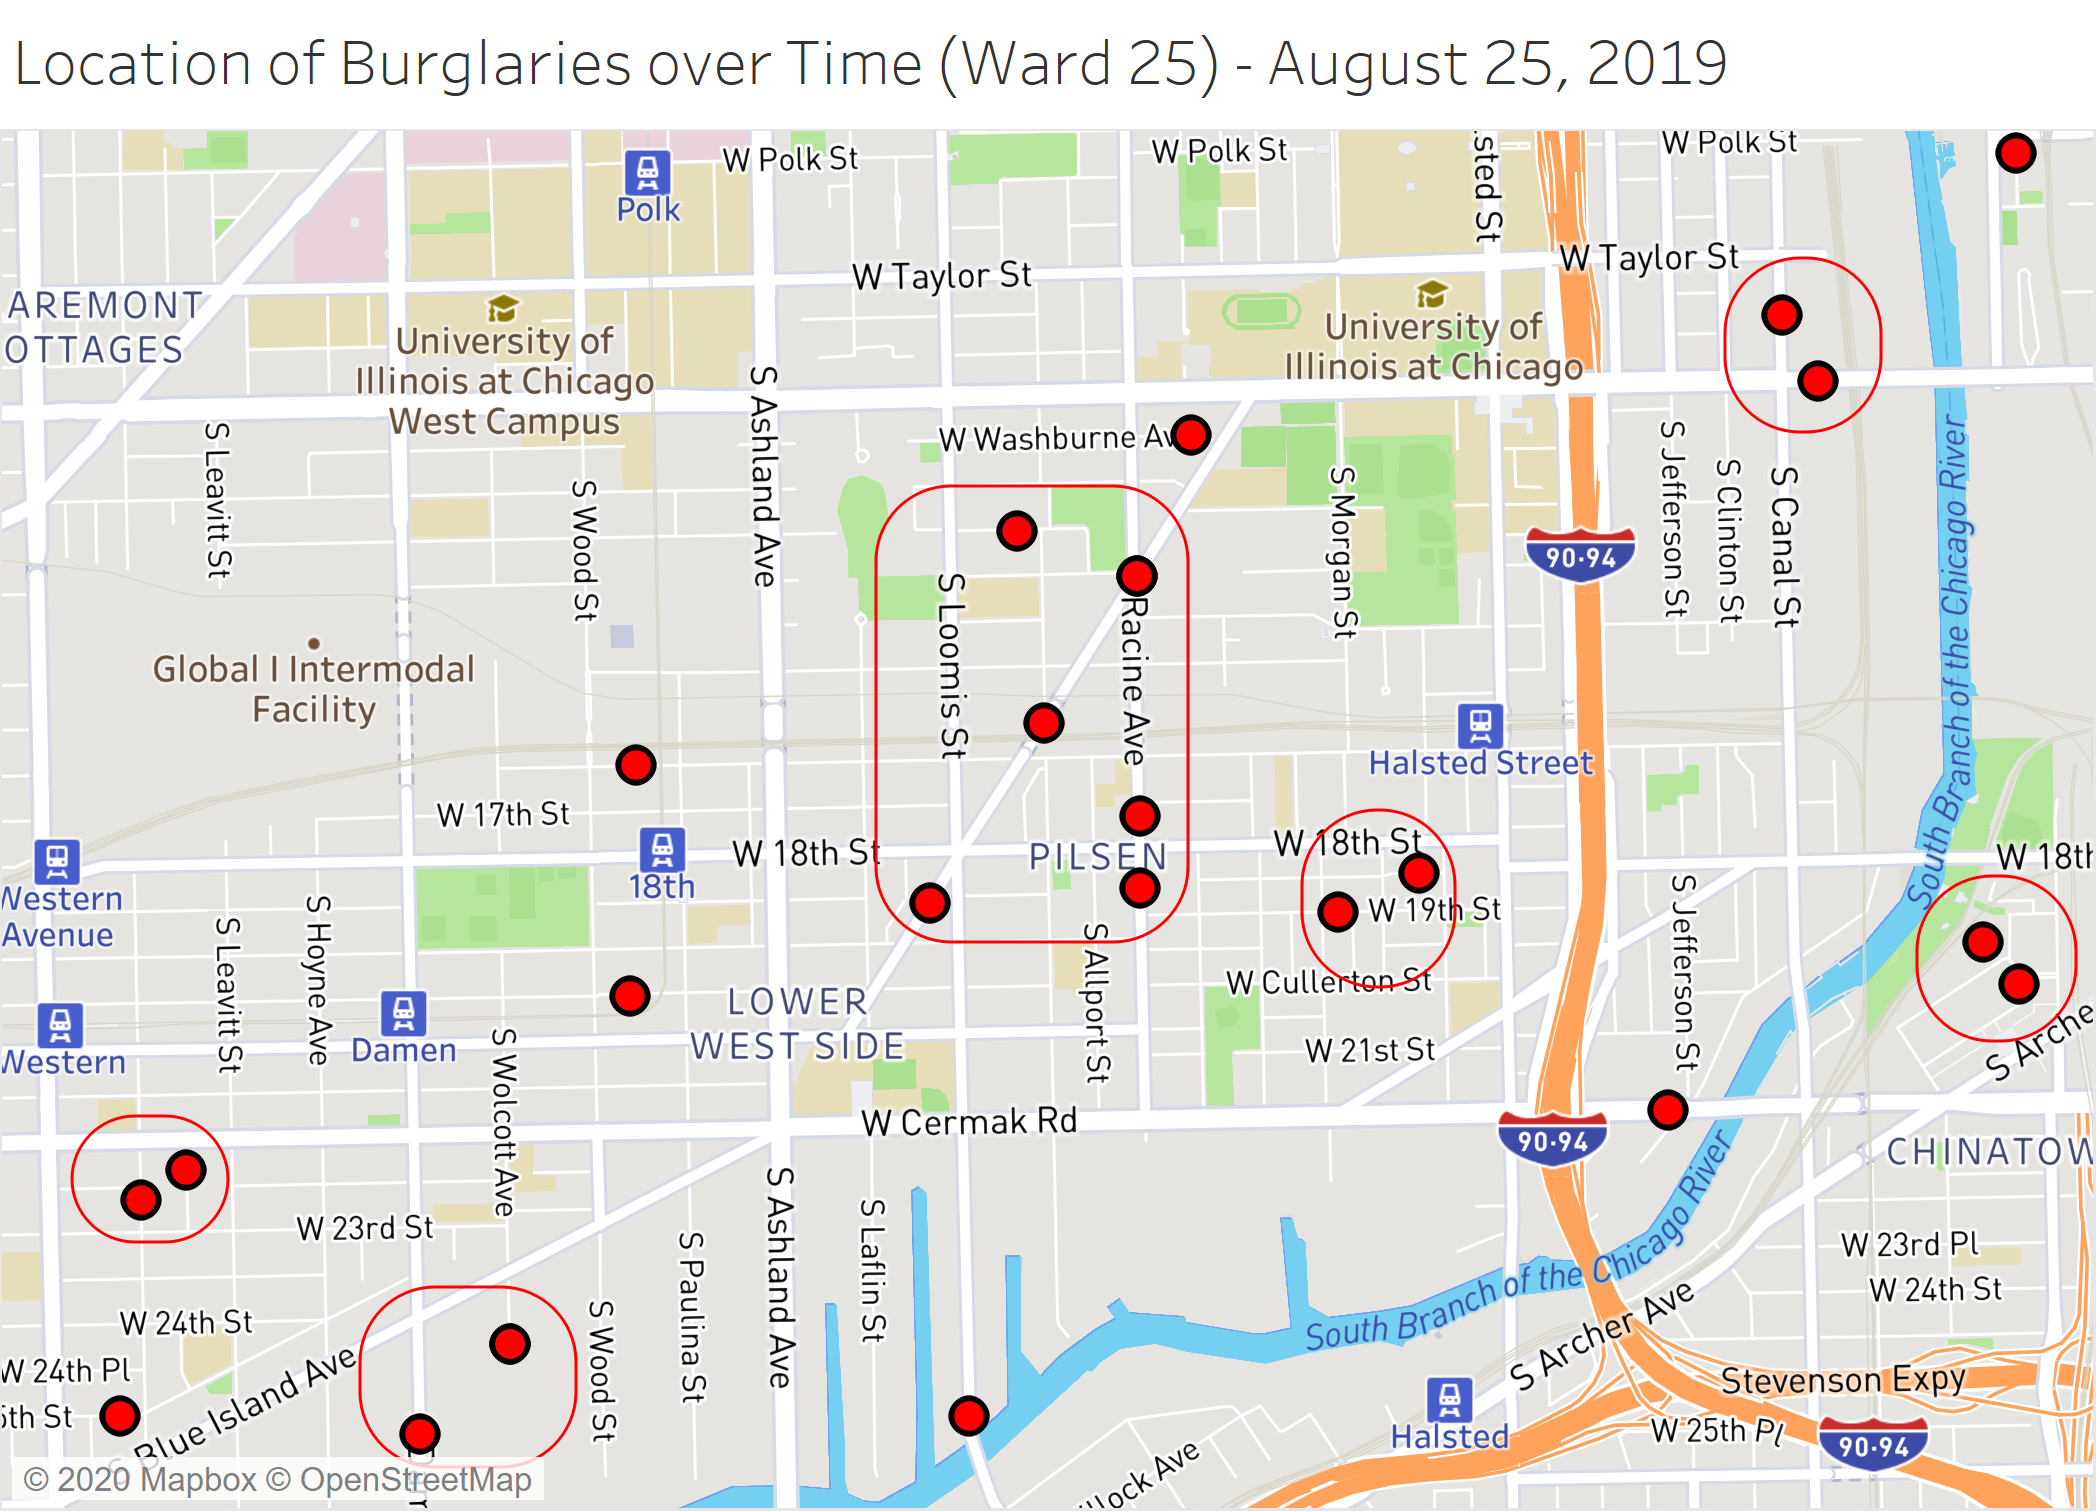 Location of Burglaries over Time (Ward 25) - August 25, 2019
W Polk St
W Polk St
W Polk St
sted St
Polk
W Taylor St
W Taylor St
AREMONT
OTTAGES
University of
Illinois at Chicago
West Campus
University of
Illinois at Chicago
S Ashland Ave
W Washburne Av
S Leavitt St
S Wood St
S Morgan St
S Jefferson St
S Clinton St
S Canal St
South Branch of the Chicago River
90-94
S Loomis St
Racine Ave
Global I Intermodal
Facility
Halsted Street
W 17th St
W 18th St
PILSEN
W 18th St
W 18th
18th
Western
Avenue
W 19th St
S Leavitt St
S Hoyne Ave
S Allport St
S Jefferson St
W Cullerton St
LOWER
WEST SIDE
Western
Damen
S Wolcott Ave
W 21st St
S Arche
W Cermak Rd
90-94
CHINATOW
W 23rd St
S Ashland Ave
S Laflin St
S Paulina St
S Wood St
W 23rd Pl
W 24th St
W 24th St
South Branch of the Chicago River
W 24th Pl
5th St
S Blue Island Ave
S Archer Ave
Stevenson Expy
Halsted
W 25th Pl
90-94
llock Ave
© 2020 Mapbox © OpenStreetMap